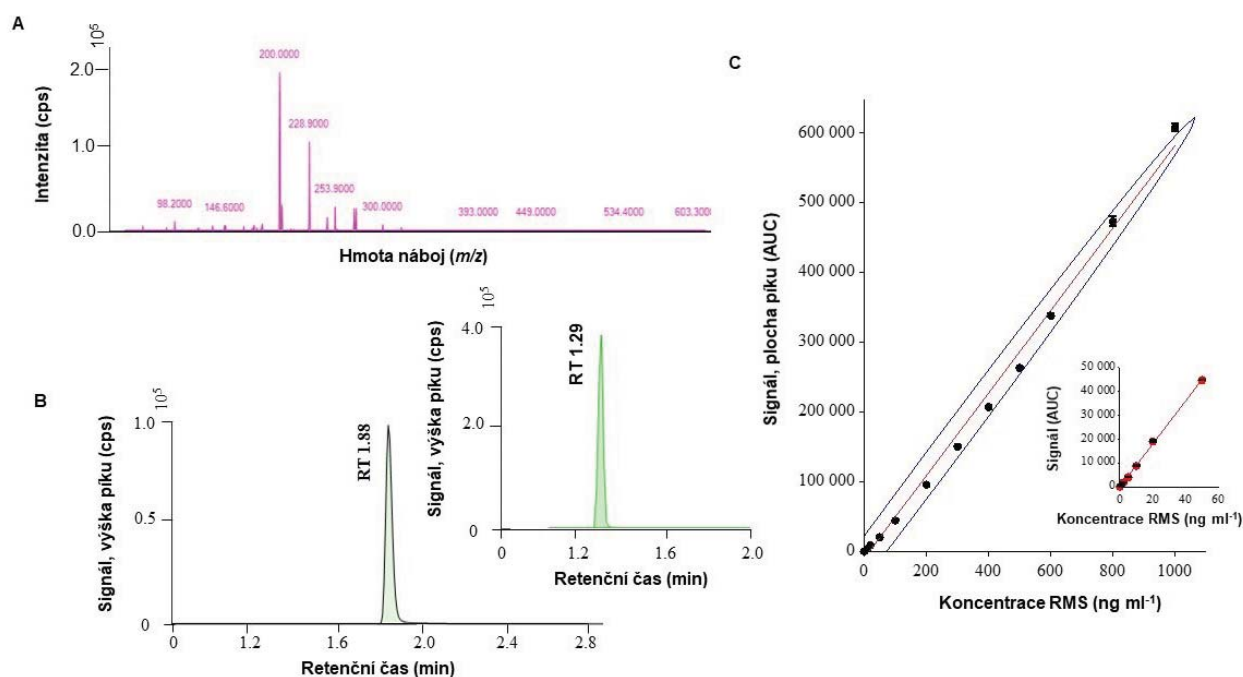 A
10⁵
Intenzita (cps)
2.0
1.0
0.0
200.0000
228.9000
253.9000
98.2000
146.6000
300.0000
393.0000
449.0000
534.4000
603.300
Hmota náboj (m/z)
B
10⁵
Signál, výška píku (cps)
1.0
0.5
0
RT 1.88
0 1.2 1.6 2.0 2.4 2.8
Retenční čas (min)
10⁵
Signál, výška píku (cps)
4.0
2.0
0
RT 1.29
0 1.2 1.6 2.0
Retenční čas (min)
C
Signál, plocha píku (AUC)
600 000
500 000
400 000
300 000
200 000
100 000
0
0 200 400 600 800 1000
Koncentrace RMS (ng ml⁻¹)
Signál (AUC)
50 000
40 000
30 000
20 000
10 000
0
0 20 40 60
Koncentrace RMS (ng ml⁻¹)